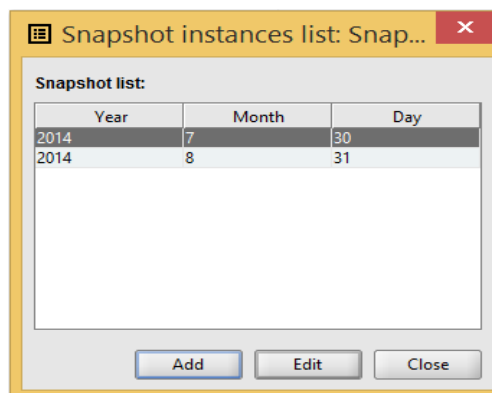 Snapshot instances list: Snap...
Snapshot list:
Year Month Day
2014 7 30
2014 8 31
Add Edit Close